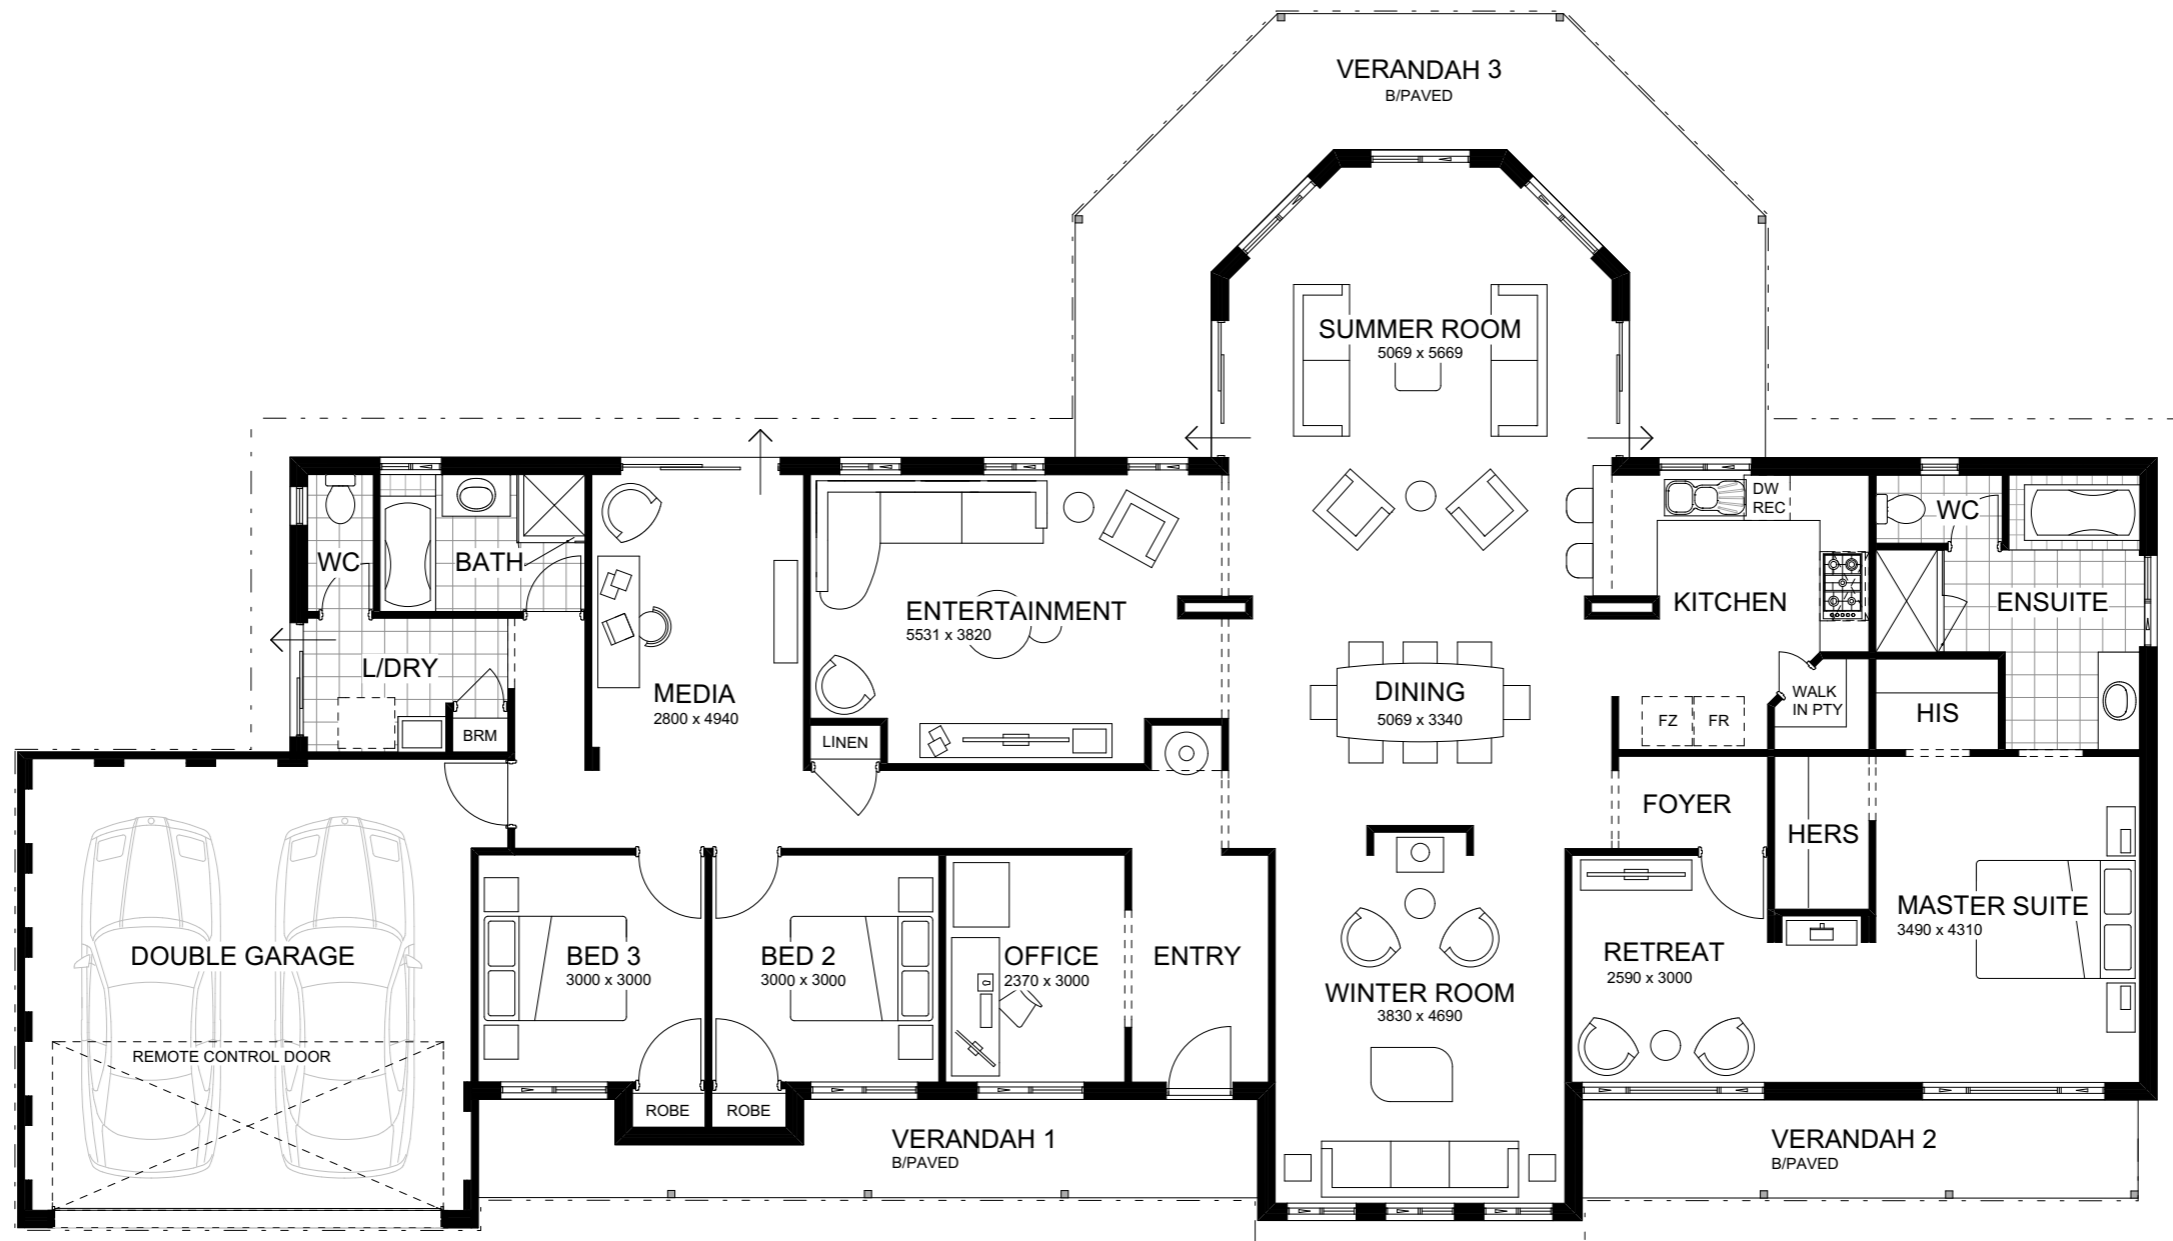 VERANDAH 3
B/PAVED
SUMMER ROOM
5069 x 5669
WC
BATH
L/DRY
BRM
MEDIA
2800 x 4940
ENTERTAINMENT
5531 x 3820
LINEN
DINING
5069 x 3340
DW
REC
KITCHEN
FZ
FR
WALK
IN PTY
WC
ENSUITE
HIS
FOYER
HERS
MASTER SUITE
3490 x 4310
RETREAT
2590 x 3000
DOUBLE GARAGE
REMOTE CONTROL DOOR
BED 3
3000 x 3000
BED 2
3000 x 3000
OFFICE
2370 x 3000
ENTRY
WINTER ROOM
3830 x 4690
ROBE
ROBE
VERANDAH 1
B/PAVED
VERANDAH 2
B/PAVED